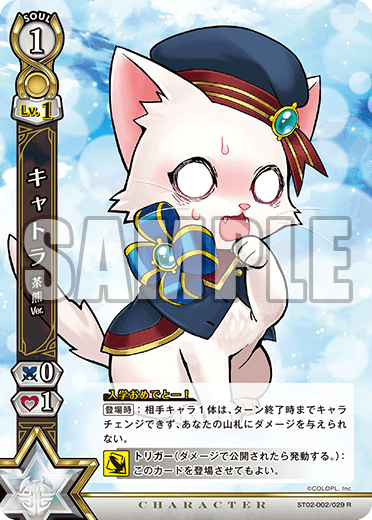 SOUL
1
Lv.1
キャトラ
茶熊Ver.
0
1
SAMPLE
入学おめでとー！
登場時：相手キャラ１体は、ターン終了時までキャラ
チェンジできず、あなたの山札にダメージを与えら
れない。
トリガー（ダメージで公開されたら発動する。）：
このカードを登場させてもよい。
©COLOPL, Inc.
CHARACTER
ST02-002/029 R